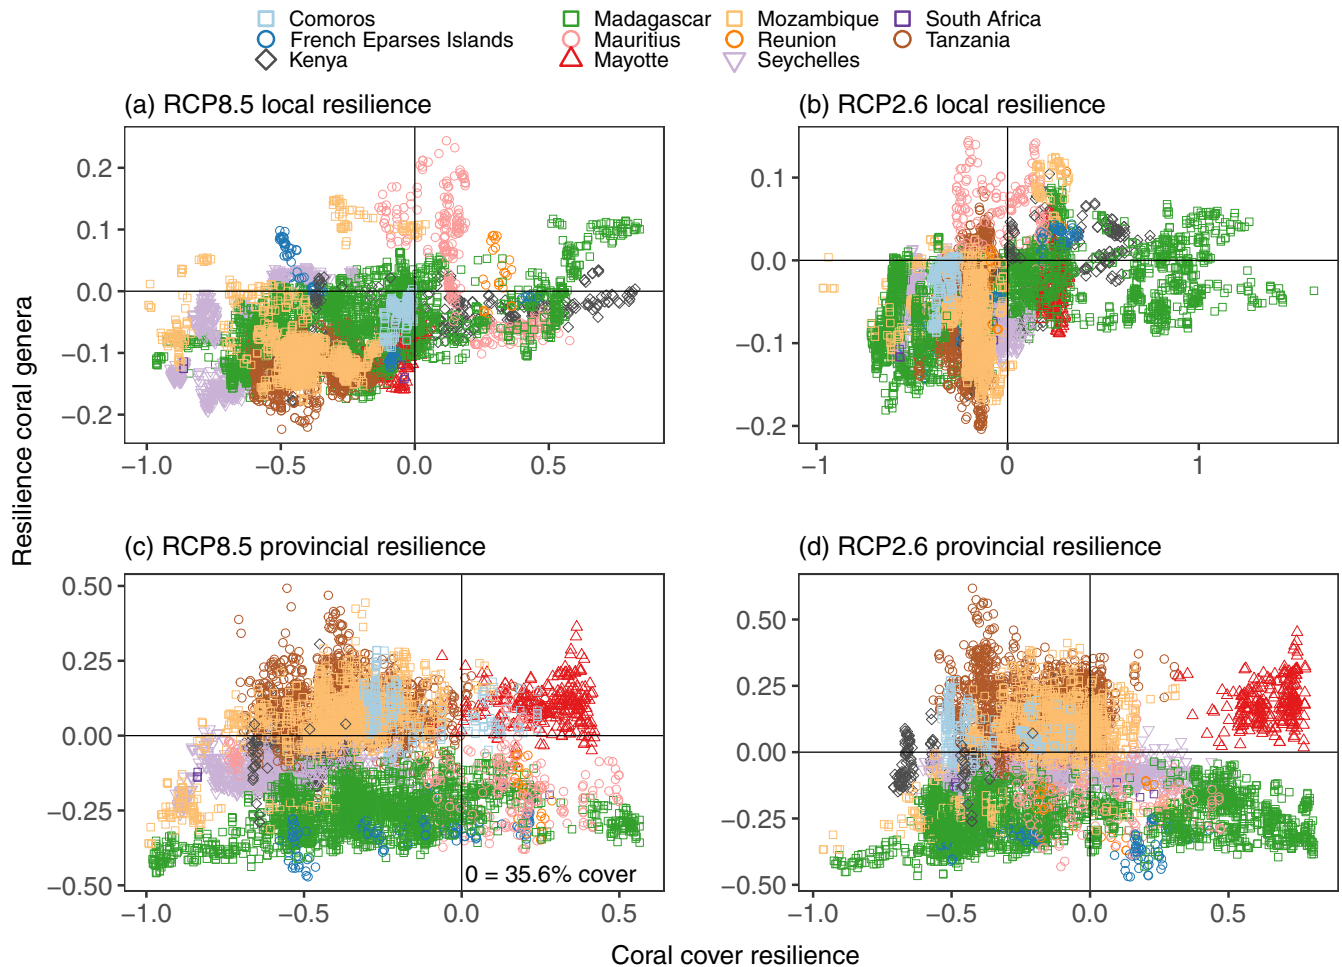 Comoros Madagascar Mozambique South Africa
French Eparses Islands Mauritius Reunion Tanzania
Kenya Mayotte Seychelles
(a) RCP8.5 local resilience
0.2
0.1
0.0
−0.1
−0.2
−1.0 −0.5 0.0 0.5
(b) RCP2.6 local resilience
0.1
0.0
−0.1
−0.2
−1 0 1
Resilience coral genera
(c) RCP8.5 provincial resilience
0.50
0.25
0.00
−0.25
−0.50
0 = 35.6% cover
−1.0 −0.5 0.0 0.5
(d) RCP2.6 provincial resilience
0.50
0.25
0.00
−0.25
−0.50
−1.0 −0.5 0.0 0.5
Coral cover resilience